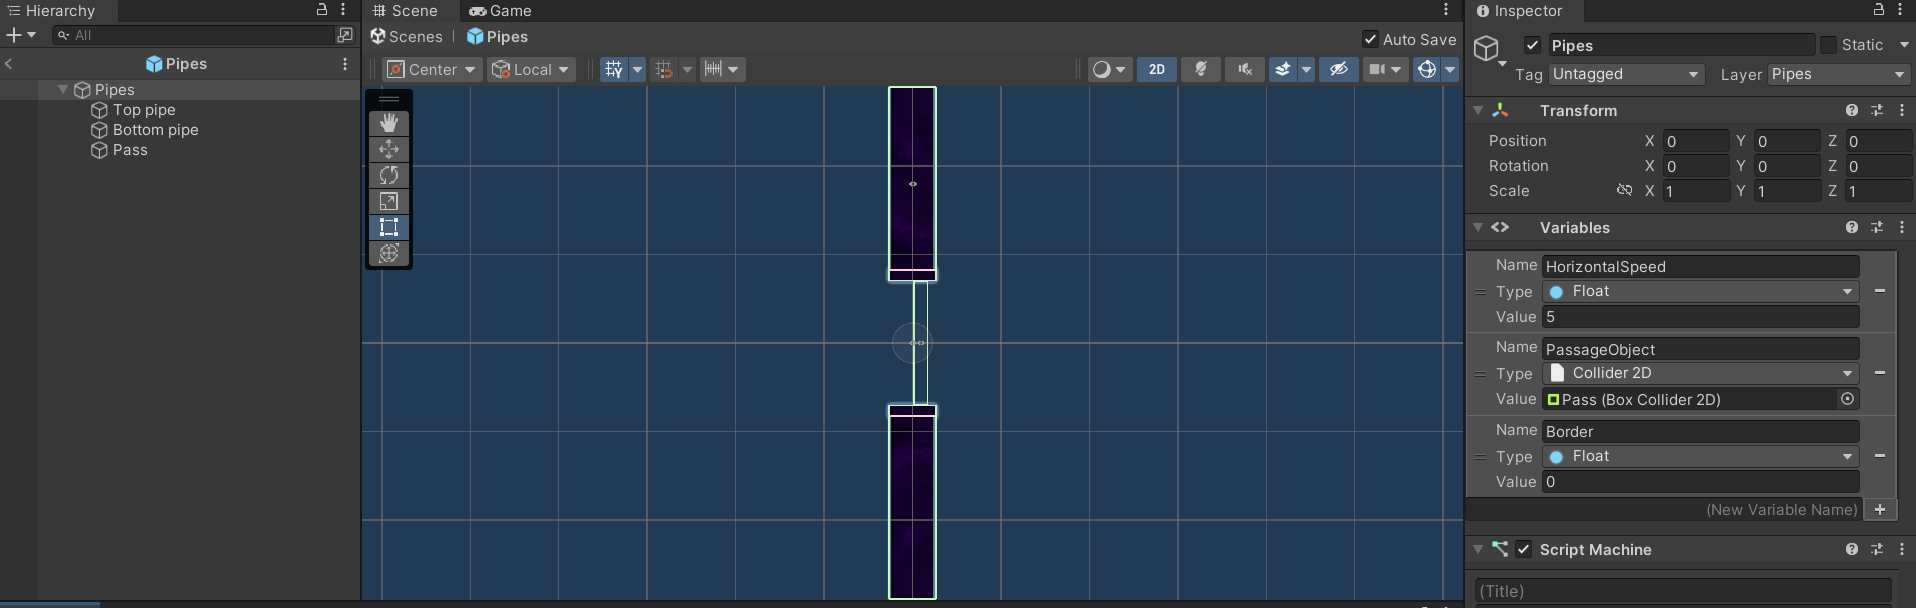 Hierarchy
All
Pipes
Pipes
Top pipe
Bottom pipe
Pass
Scene Game
Scenes | Pipes
Auto Save
Center Local 2D
Inspector
Pipes Static
Tag Untagged Layer Pipes
Transform
Position X 0 Y 0 Z 0
Rotation X 0 Y 0 Z 0
Scale X 1 Y 1 Z 1
Variables
Name HorizontalSpeed
Type Float
Value 5
Name PassageObject
Type Collider 2D
Value Pass (Box Collider 2D)
Name Border
Type Float
Value 0
(New Variable Name)
Script Machine
(Title)